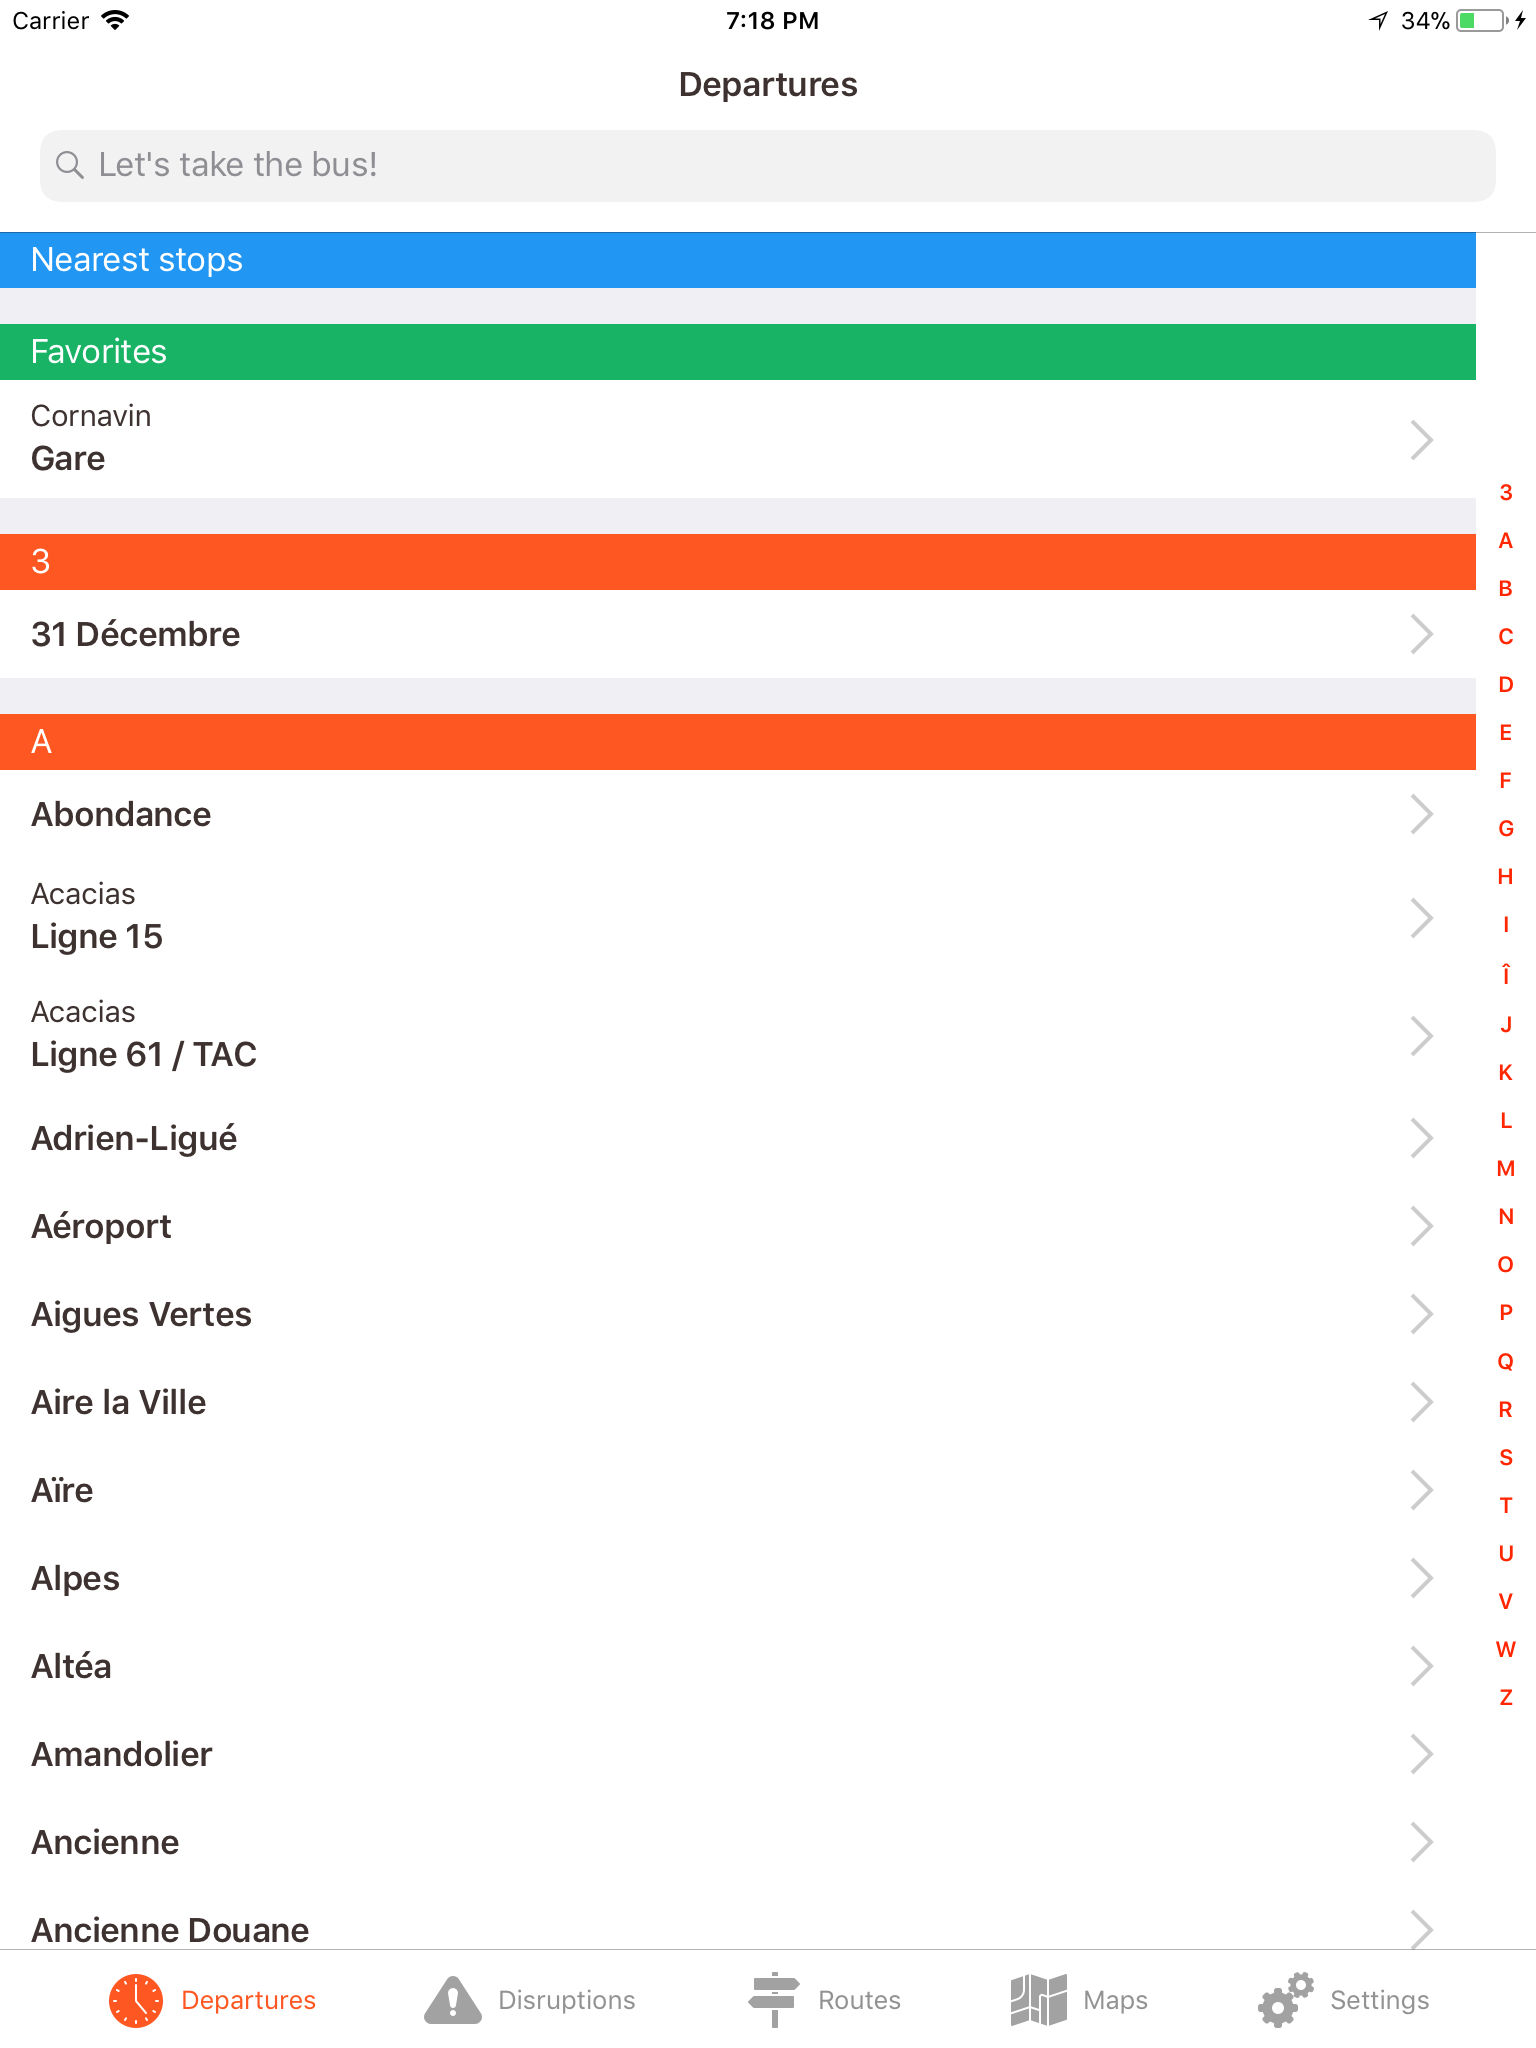 Carrier 7:18 PM 34%
Departures
Let's take the bus!
Nearest stops
Favorites
Cornavin
Gare
3
31 Décembre
A
Abondance
Acacias
Ligne 15
Acacias
Ligne 61 / TAC
Adrien-Ligué
Aéroport
Aigues Vertes
Aire la Ville
Aïre
Alpes
Altéa
Amandolier
Ancienne
Ancienne Douane
3
A
B
C
D
E
F
G
H
I
Î
J
K
L
M
N
O
P
Q
R
S
T
U
V
W
Z
Departures Disruptions Routes Maps Settings